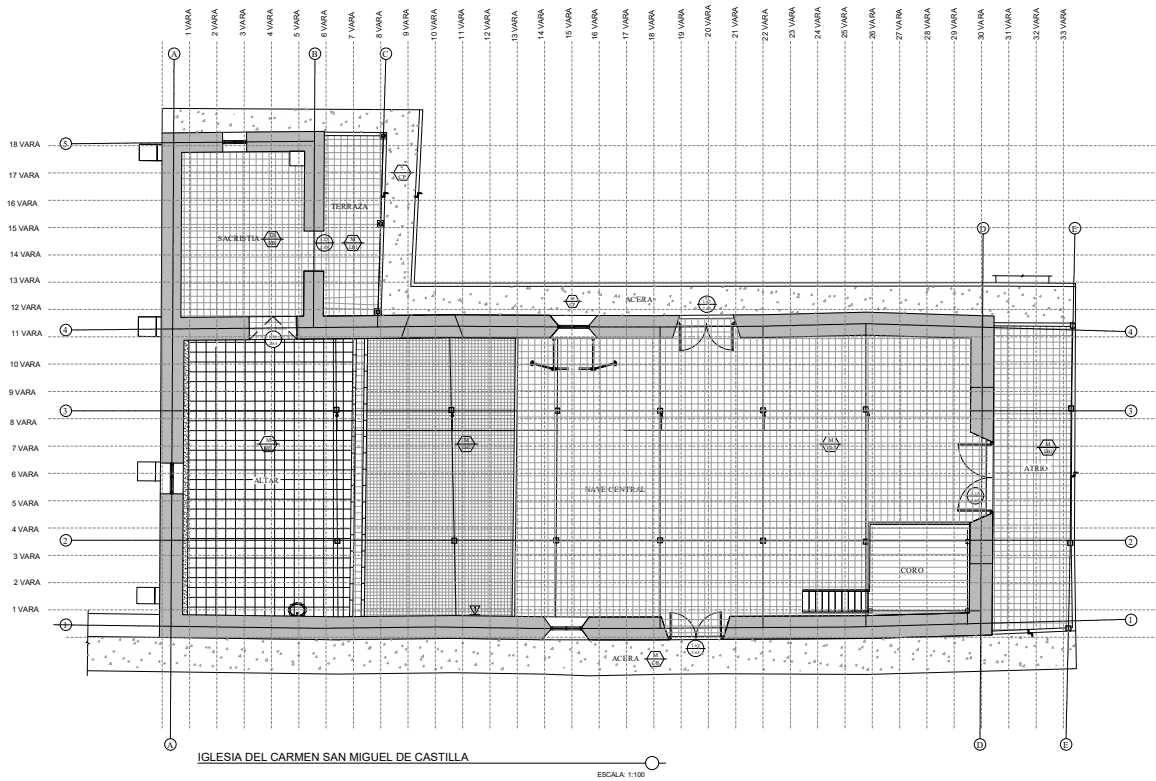 1 VARA
2 VARA
3 VARA
4 VARA
5 VARA
6 VARA
7 VARA
8 VARA
9 VARA
10 VARA
11 VARA
12 VARA
13 VARA
14 VARA
15 VARA
16 VARA
17 VARA
18 VARA
19 VARA
20 VARA
21 VARA
22 VARA
23 VARA
24 VARA
25 VARA
26 VARA
27 VARA
28 VARA
29 VARA
30 VARA
31 VARA
32 VARA
33 VARA
A
B
C
18 VARA
5
17 VARA
CP
16 VARA
TERRAZA
15 VARA
D
E
SACRISTIA
M
14 VARA
13 VARA
ACERA
12 VARA
11 VARA
4
4
10 VARA
9 VARA
3
3
8 VARA
7 VARA
M
M
M
6 VARA
ALTAR
ATRIO
NAVE CENTRAL
5 VARA
4 VARA
2
2
3 VARA
CORO
2 VARA
1 VARA
1
1
ACERA
M
CP
A
D
E
IGLESIA DEL CARMEN SAN MIGUEL DE CASTILLA
ESCALA: 1:100